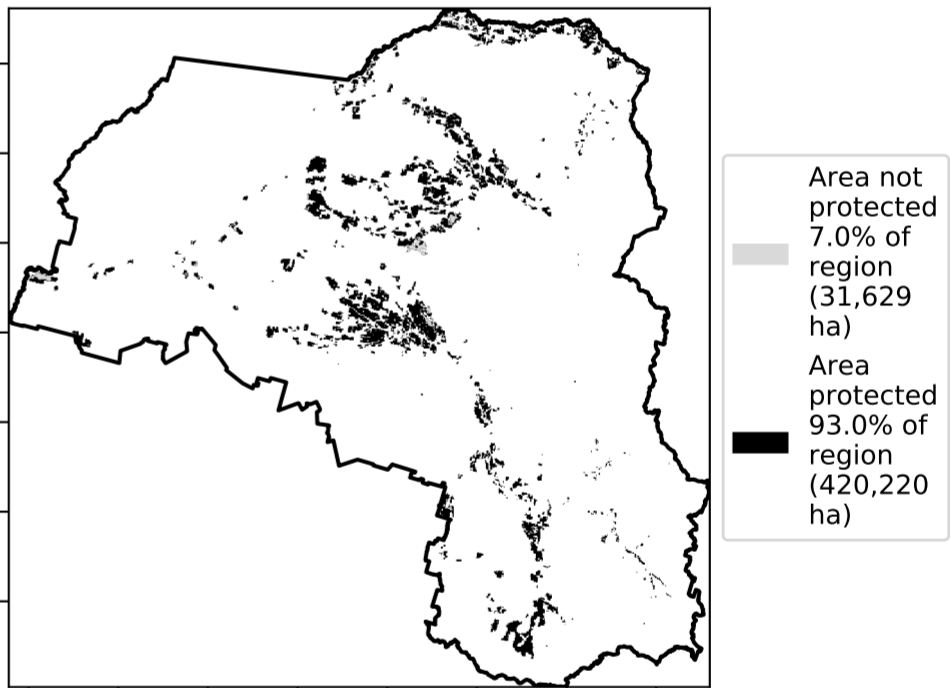 Area not
protected
7.0% of
region
(31,629
ha)
Area
protected
93.0% of
region
(420,220
ha)